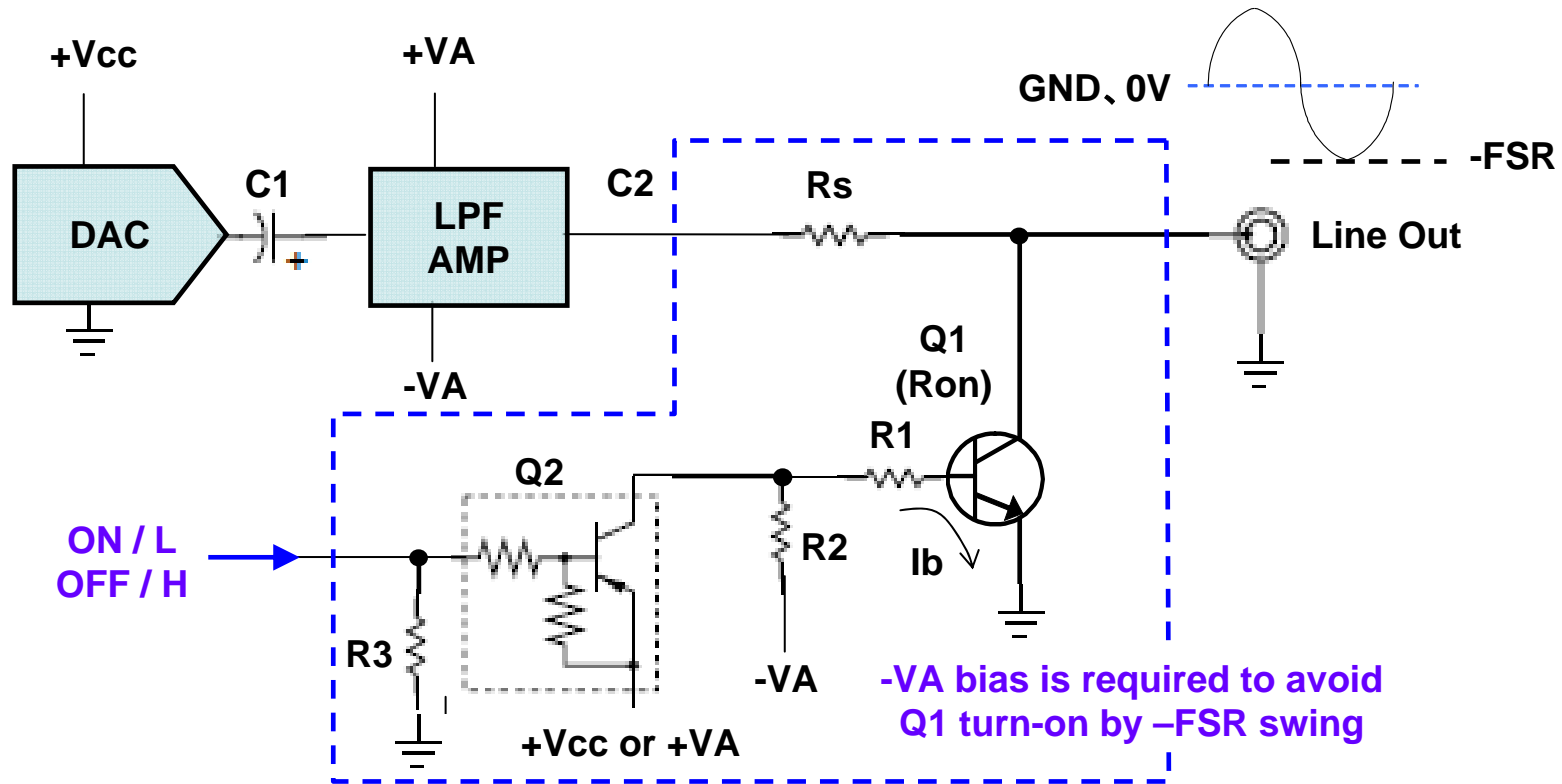 +Vcc
+VA
GND、0V
-FSR
C1
C2
Rs
DAC
LPF
AMP
Line Out
-VA
Q1
(Ron)
R1
Q2
ON / L
OFF / H
R2
Ib
R3
-VA
-VA bias is required to avoid
Q1 turn-on by –FSR swing
+Vcc or +VA